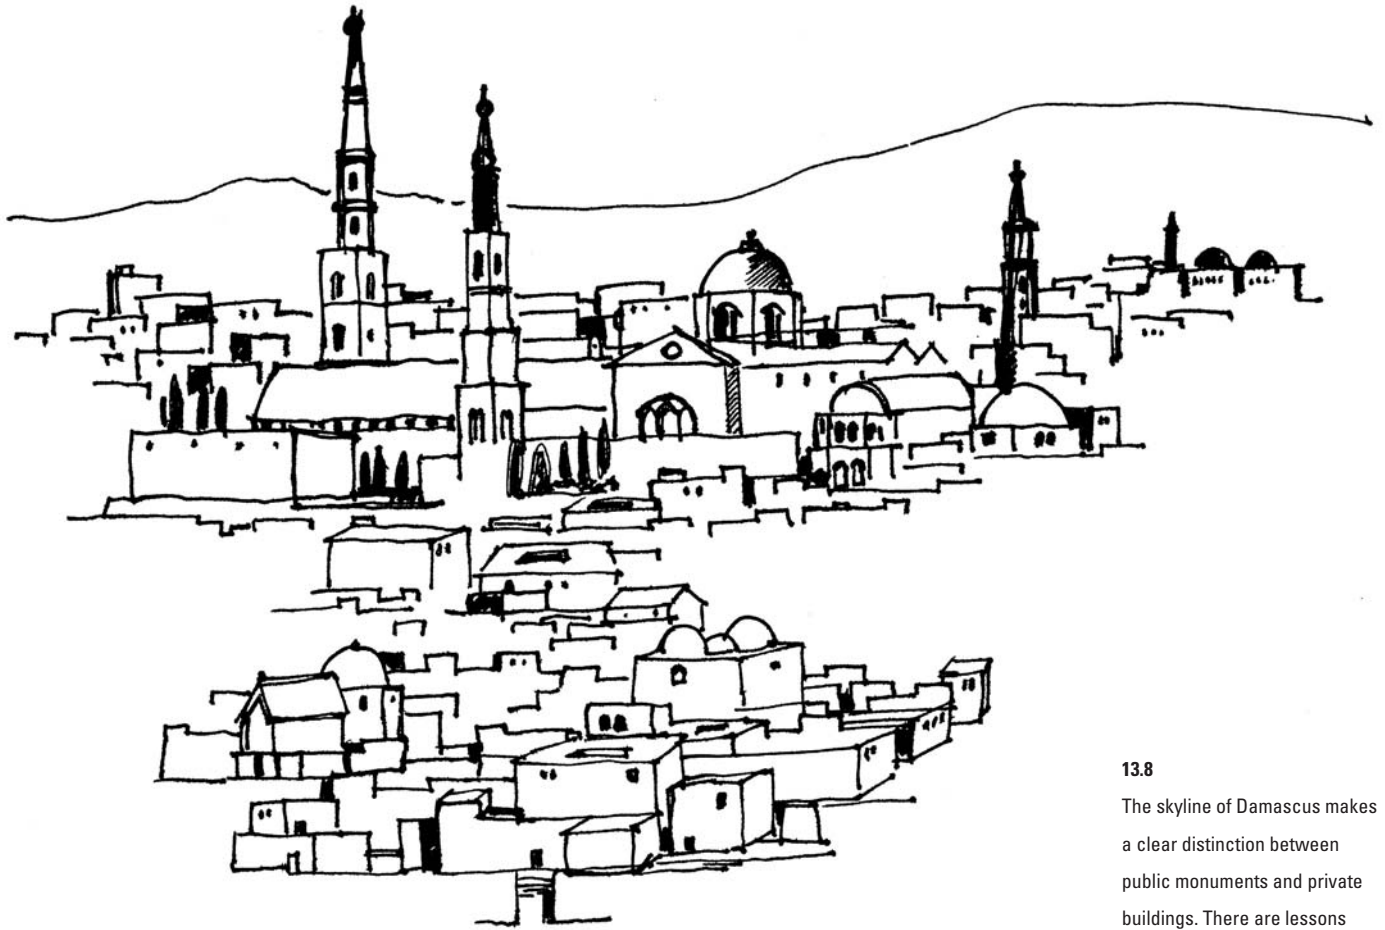 13.8
The skyline of Damascus makes
a clear distinction between
public monuments and private
buildings. There are lessons